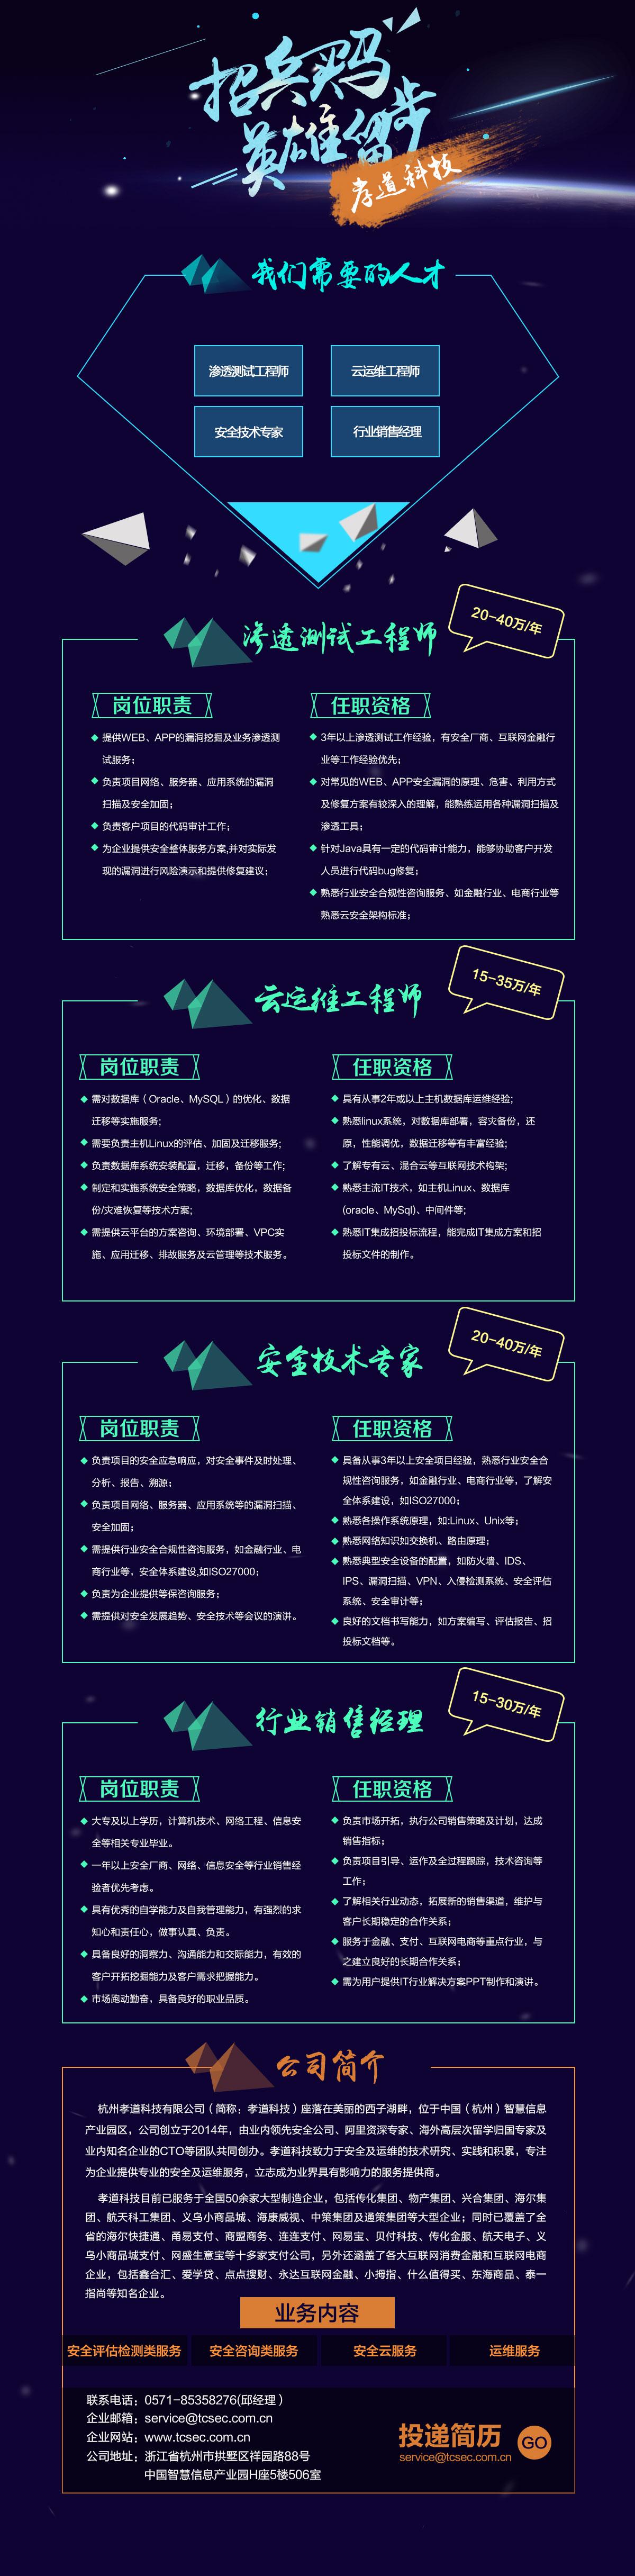 招兵买马
英雄留步
孝道科技
我们需要的人才
渗透测试工程师
云运维工程师
安全技术专家
行业销售经理
渗透测试工程师
20-40万/年
岗位职责
提供WEB、APP的漏洞挖掘及业务渗透测
试服务；
负责项目网络、服务器、应用系统的漏洞
扫描及安全加固；
负责客户项目的代码审计工作；
为企业提供安全整体服务方案,并对实际发
现的漏洞进行风险演示和提供修复建议；
任职资格
3年以上渗透测试工作经验，有安全厂商、互联网金融行
业等工作经验优先；
对常见的WEB、APP安全漏洞的原理、危害、利用方式
及修复方案有较深入的理解，能熟练运用各种漏洞扫描及
渗透工具；
针对Java具有一定的代码审计能力，能够协助客户开发
人员进行代码bug修复；
熟悉行业安全合规性咨询服务、如金融行业、电商行业等
熟悉云安全架构标准；
云运维工程师
15-35万/年
岗位职责
需对数据库（Oracle、MySQL）的优化、数据
迁移等实施服务；
需要负责主机Linux的评估、加固及迁移服务；
负责数据库系统安装配置，迁移，备份等工作；
制定和实施系统安全策略，数据库优化，数据备
份/灾难恢复等技术方案；
需提供云平台的方案咨询、环境部署、VPC实
施、应用迁移、排故服务及云管理等技术服务。
任职资格
具有从事2年或以上主机数据库运维经验；
熟悉linux系统，对数据库部署，容灾备份，还
原，性能调优，数据迁移等有丰富经验；
了解专有云、混合云等互联网技术构架；
熟悉主流IT技术，如主机Linux、数据库
(oracle、MySql)、中间件等；
熟悉IT集成招投标流程，能完成IT集成方案和招
投标文件的制作。
安全技术专家
20-40万/年
岗位职责
负责项目的安全应急响应，对安全事件及时处理、
分析、报告、溯源；
负责项目网络、服务器、应用系统等的漏洞扫描、
安全加固；
需提供行业安全合规性咨询服务，如金融行业、电
商行业等，安全体系建设,如ISO27000；
负责为企业提供等保咨询服务；
需提供对安全发展趋势、安全技术等会议的演讲。
任职资格
具备从事3年以上安全项目经验，熟悉行业安全合
规性咨询服务，如金融行业、电商行业等，了解安
全体系建设，如ISO27000；
熟悉各操作系统原理，如:Linux、Unix等；
熟悉网络知识如交换机、路由原理；
熟悉典型安全设备的配置，如防火墙、IDS、
IPS、漏洞扫描、VPN、入侵检测系统、安全评估
系统、安全审计等；
良好的文档书写能力，如方案编写、评估报告、招
投标文档等。
行业销售经理
15-30万/年
岗位职责
大专及以上学历，计算机技术、网络工程、信息安
全等相关专业毕业。
一年以上安全厂商、网络、信息安全等行业销售经
验者优先考虑。
具有优秀的自学能力及自我管理能力，有强烈的求
知心和责任心，做事认真、负责。
具备良好的洞察力、沟通能力和交际能力，有效的
客户开拓挖掘能力及客户需求把握能力。
市场跑动勤奋，具备良好的职业品质。
任职资格
负责市场开拓，执行公司销售策略及计划，达成
销售指标；
负责项目引导、运作及全过程跟踪，技术咨询等
工作；
了解相关行业动态，拓展新的销售渠道，维护与
客户长期稳定的合作关系；
服务于金融、支付、互联网电商等重点行业，与
之建立良好的长期合作关系；
需为用户提供IT行业解决方案PPT制作和演讲。
公司简介
杭州孝道科技有限公司（简称：孝道科技）座落在美丽的西子湖畔，位于中国（杭州）智慧信息
产业园区，公司创立于2014年，由业内领先安全公司、阿里资深专家、海外高层次留学归国专家及
业内知名企业的CTO等团队共同创办。孝道科技致力于安全及运维的技术研究、实践和积累，专注
为企业提供专业的安全及运维服务，立志成为业界具有影响力的服务提供商。
孝道科技目前已服务于全国50余家大型制造企业，包括传化集团、物产集团、兴合集团、海尔集
团、航天科工集团、义乌小商品城、海康威视、中策集团及通策集团等大型企业；同时已覆盖了全
省的海尔快捷通、甬易支付、商盟商务、连连支付、网易宝、贝付科技、传化金服、航天电子、义
乌小商品城支付、网盛生意宝等十多家支付公司，另外还涵盖了各大互联网消费金融和互联网电商
企业，包括鑫合汇、爱学贷、点点搜财、永达互联网金融、小拇指、什么值得买、东海商品、泰一
指尚等知名企业。
业务内容
安全评估检测类服务
安全咨询类服务
安全云服务
运维服务
联系电话：0571-85358276(邱经理)
企业邮箱：service@tcsec.com.cn
企业网站：www.tcsec.com.cn
公司地址：浙江省杭州市拱墅区祥园路88号
中国智慧信息产业园H座5楼506室
投递简历
service@tcsec.com.cn
GO